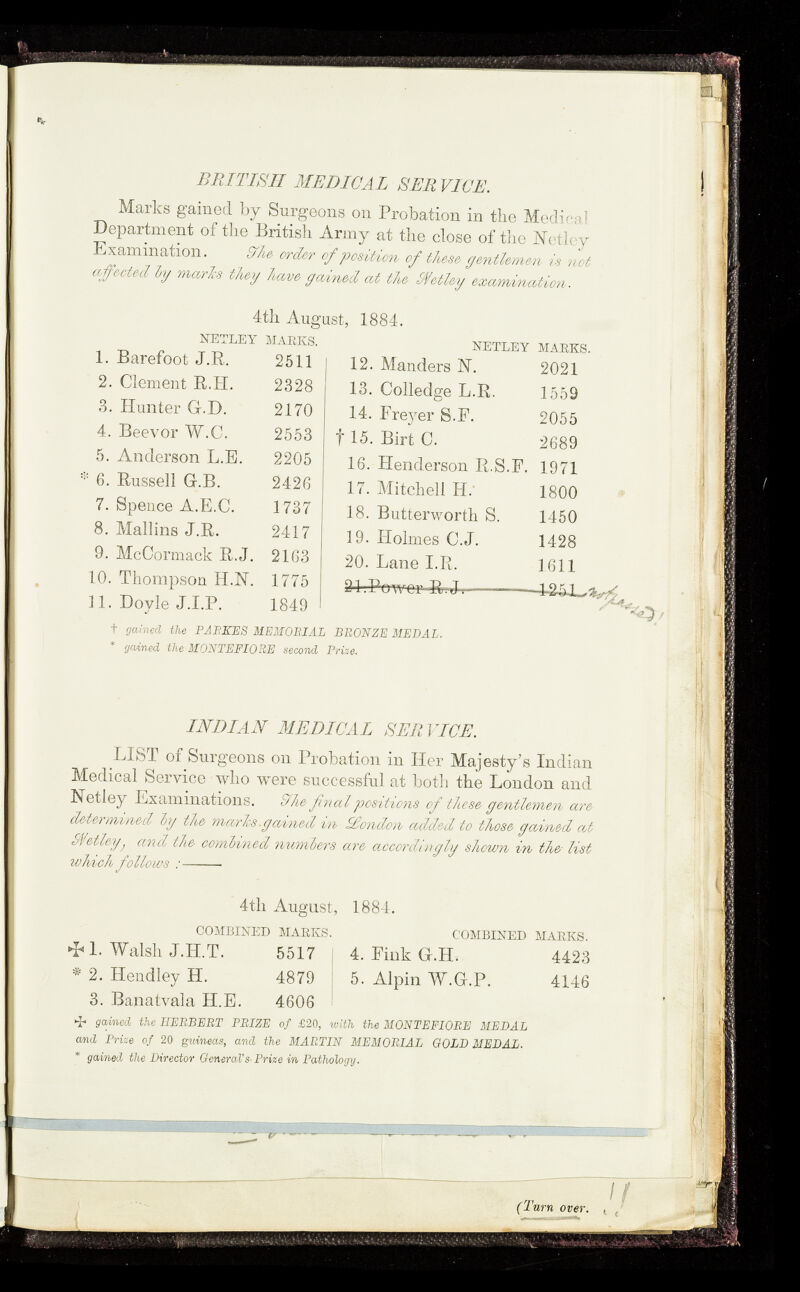 BRITISH MEDICAL SERVICE.
Marks gained by Surgeons on Probation in the Medical
Department of the British Army at the close of the Netley
Examination. The order of position of these gentlemen is not
affected by marks they have gained at the Netley examination.
4th August, 1884.
NETLEY MARKS.
1. Barefoot J.R. 2511
2. Clement R.H. 2328
3. Hunter G.D. 2170
4. Beevor W.C. 2553
5. Anderson L.E. 2205
* 6. Russell G.B. 2426
7. Spence A.E.C. 1737
8. Mallins J.R. 2417
9. McCormack R.J. 2163
10. Thompson H.N. 1775
11. Doyle J.I.P. 1849
NETLEY MARKS.
12. Manders N. 2021
13. Colledge L.R. 1559
14. Freyer S.F. 2055
† 15. Birt C. 2689
16. Henderson R.S.F. 1971
17. Mitchell H. 1800
18. Butterworth S. 1450
19. Holmes C.J. 1428
20. Lane I.R. 1611
21. Power R.J. 1251 not passed!
† gained the PARKES MEMORIAL BRONZE MEDAL.
* gained the MONTEFIORE second Prize.
INDIAN MEDICAL SERVICE.
LIST of Surgeons on Probation in Her Majesty's Indian
Medical Service who were successful at both the London and
Netley Examinations. The final positions of these gentlemen are
determined by the marks gained in London added to those gained at
Netley, and the combined numbers are accordingly shown in the list
which follows :—
4th August, 1884.
COMBINED MARKS.
✠ 1. Walsh J.H.T. 5517
* 2. Hendley H. 4879
3. Banatvala H.E. 4606
COMBINED MARKS.
4. Fink G.H. 4423
5. Alpin W.G.P. 4146
✠ gained the HERBERT PRIZE of £20, with the MONTEFIORE MEDAL
and Prize of 20 guineas, and the MARTIN MEMORIAL GOLD MEDAL.
* gained the Director General's Prize in Pathology.
(Turn over. !!